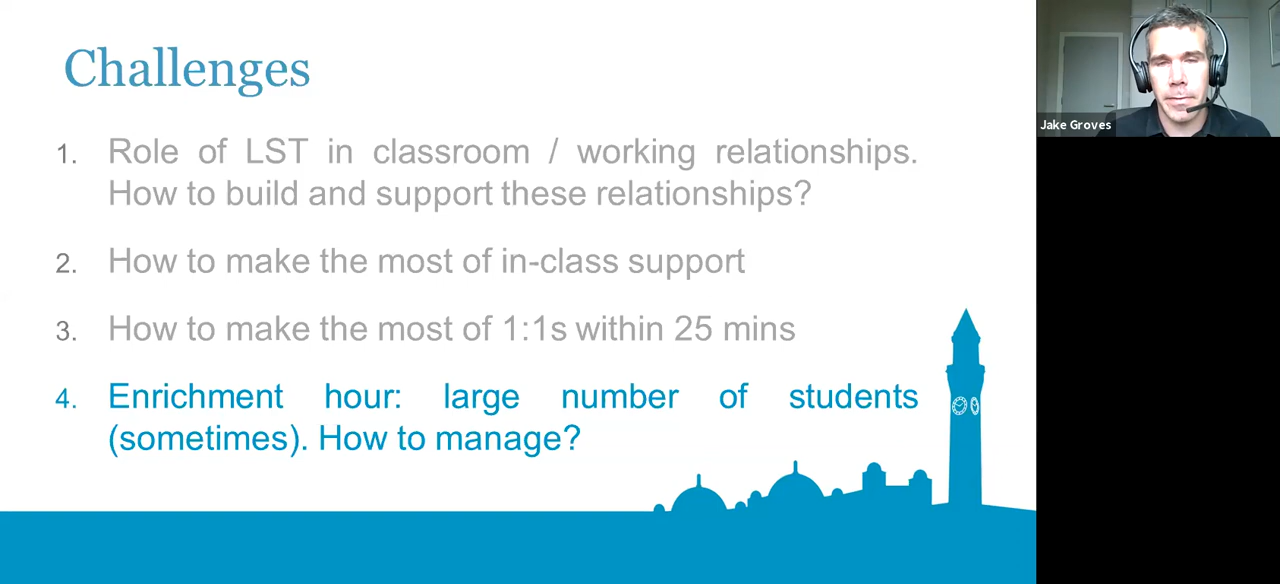 Challenges
1. Role of LST in classroom / working relationships.
How to build and support these relationships?
2. How to make the most of in-class support
3. How to make the most of 1:1s within 25 mins
4. Enrichment hour: large number of students
(sometimes). How to manage?
Jake Groves